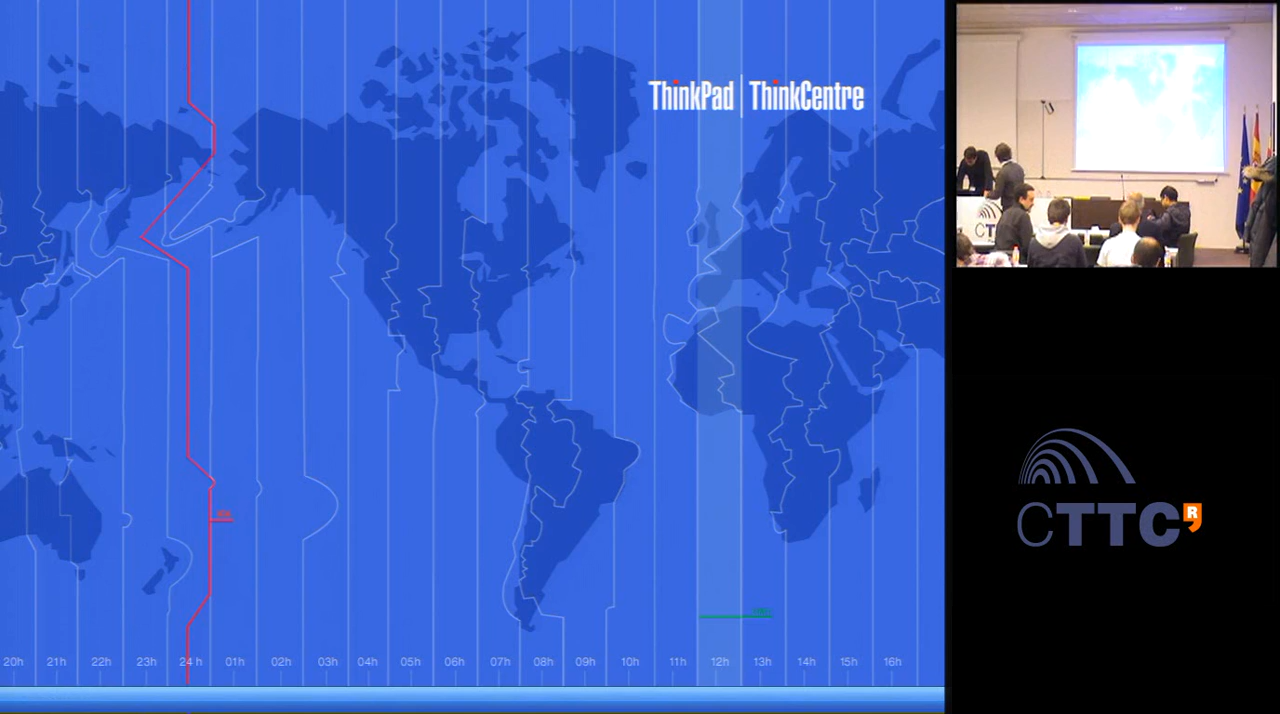 ThinkPad | ThinkCentre
20h 21h 22h 23h 24 h 01h 02h 03h 04h 05h 06h 07h 08h 09h 10h 11h 12h 13h 14h 15h 16h
CTTC R